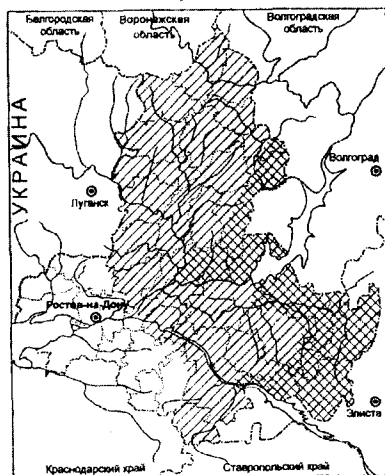 Белгородская
область
Воронежская
область
Волгоградская
область
УКРАИНА
Луганск
Волгоград
Ростов-на-Дону
Элиста
Краснодарский край
Ставропольский край